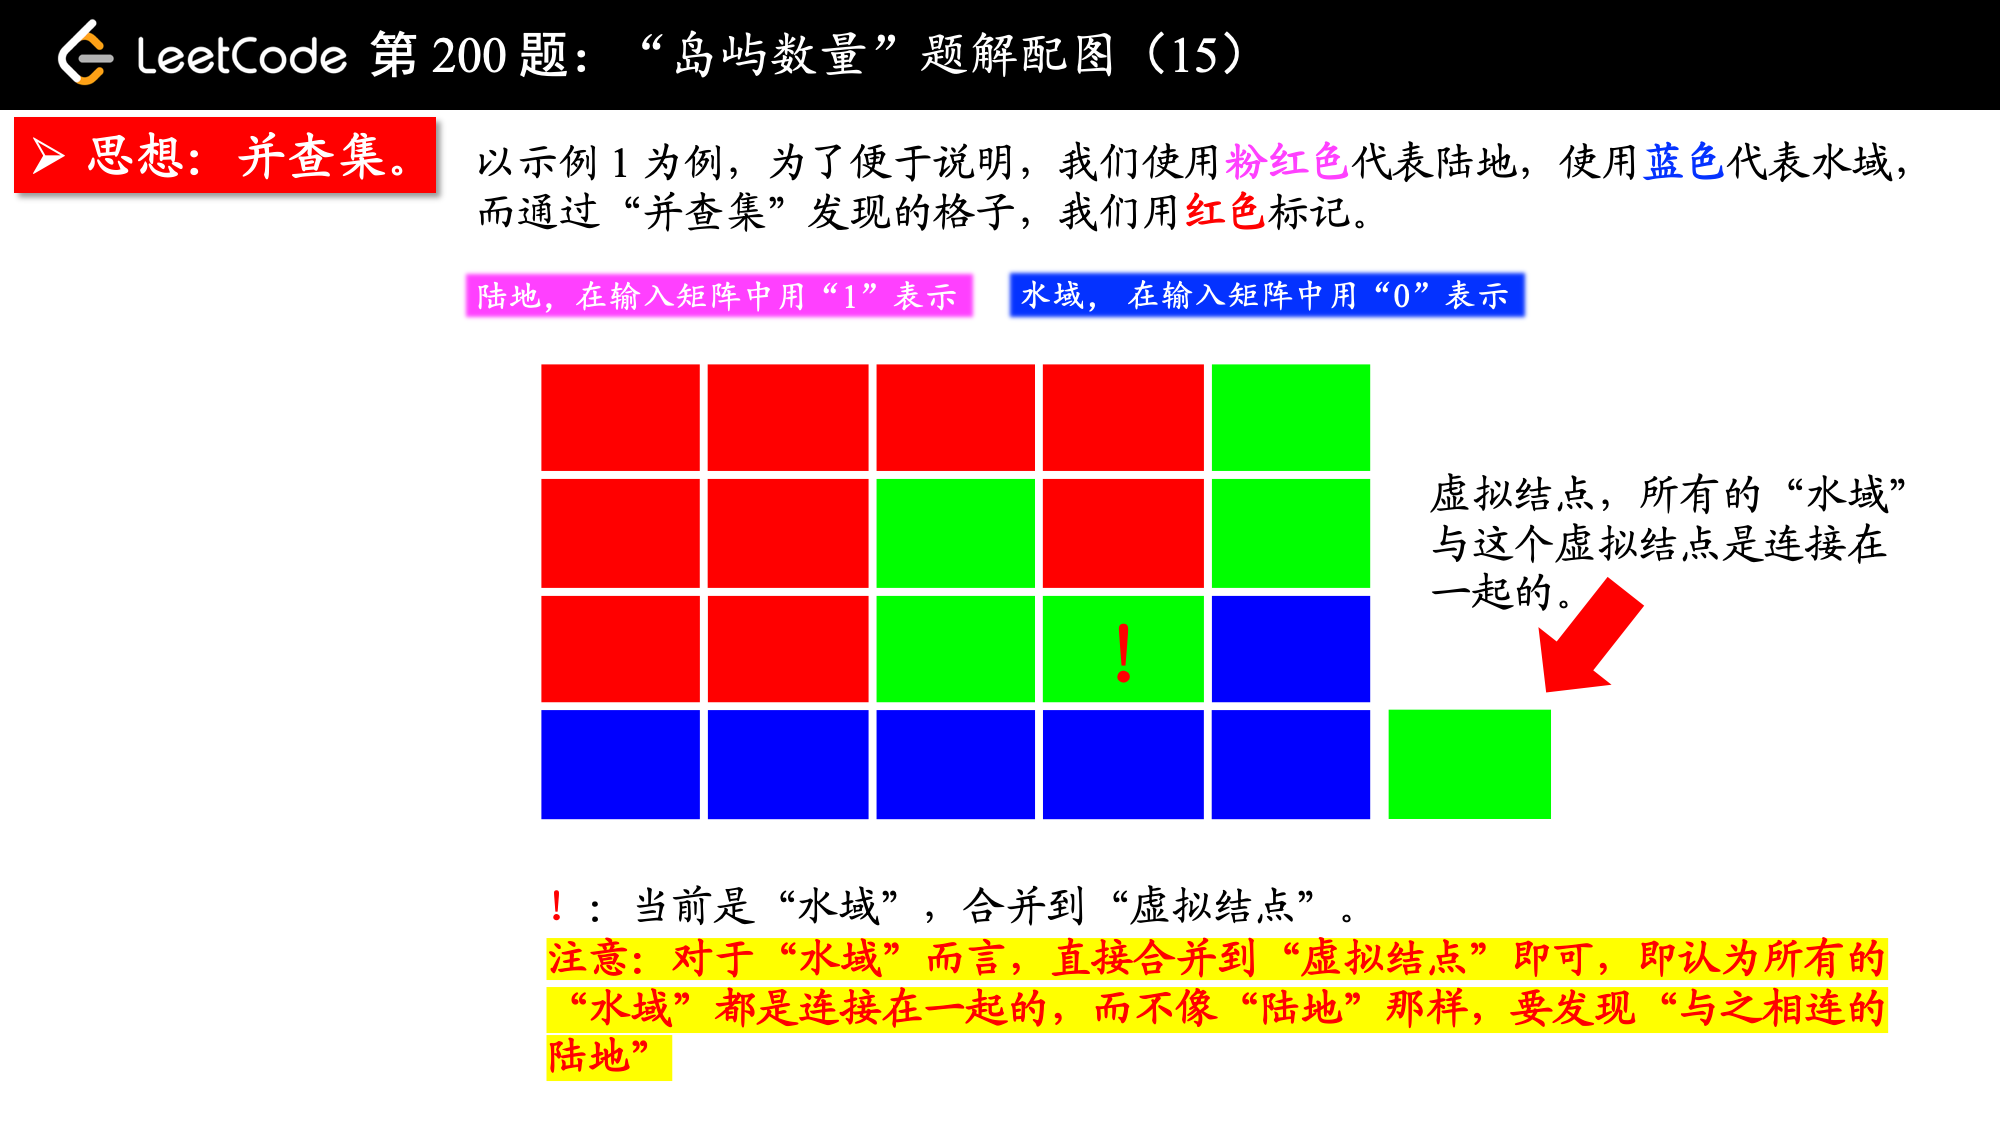 LeetCode 第 200 题：“岛屿数量”题解配图（15）
思想：并查集。
以示例 1 为例，为了便于说明，我们使用粉红色代表陆地，使用蓝色代表水域，
而通过“并查集”发现的格子，我们用红色标记。
陆地，在输入矩阵中用“1”表示
水域， 在输入矩阵中用“0”表示
虚拟结点，所有的“水域”
与这个虚拟结点是连接在
一起的。
!
!：当前是“水域”，合并到“虚拟结点”。
注意：对于“水域”而言，直接合并到“虚拟结点”即可，即认为所有的
“水域”都是连接在一起的，而不像“陆地”那样，要发现“与之相连的
陆地”